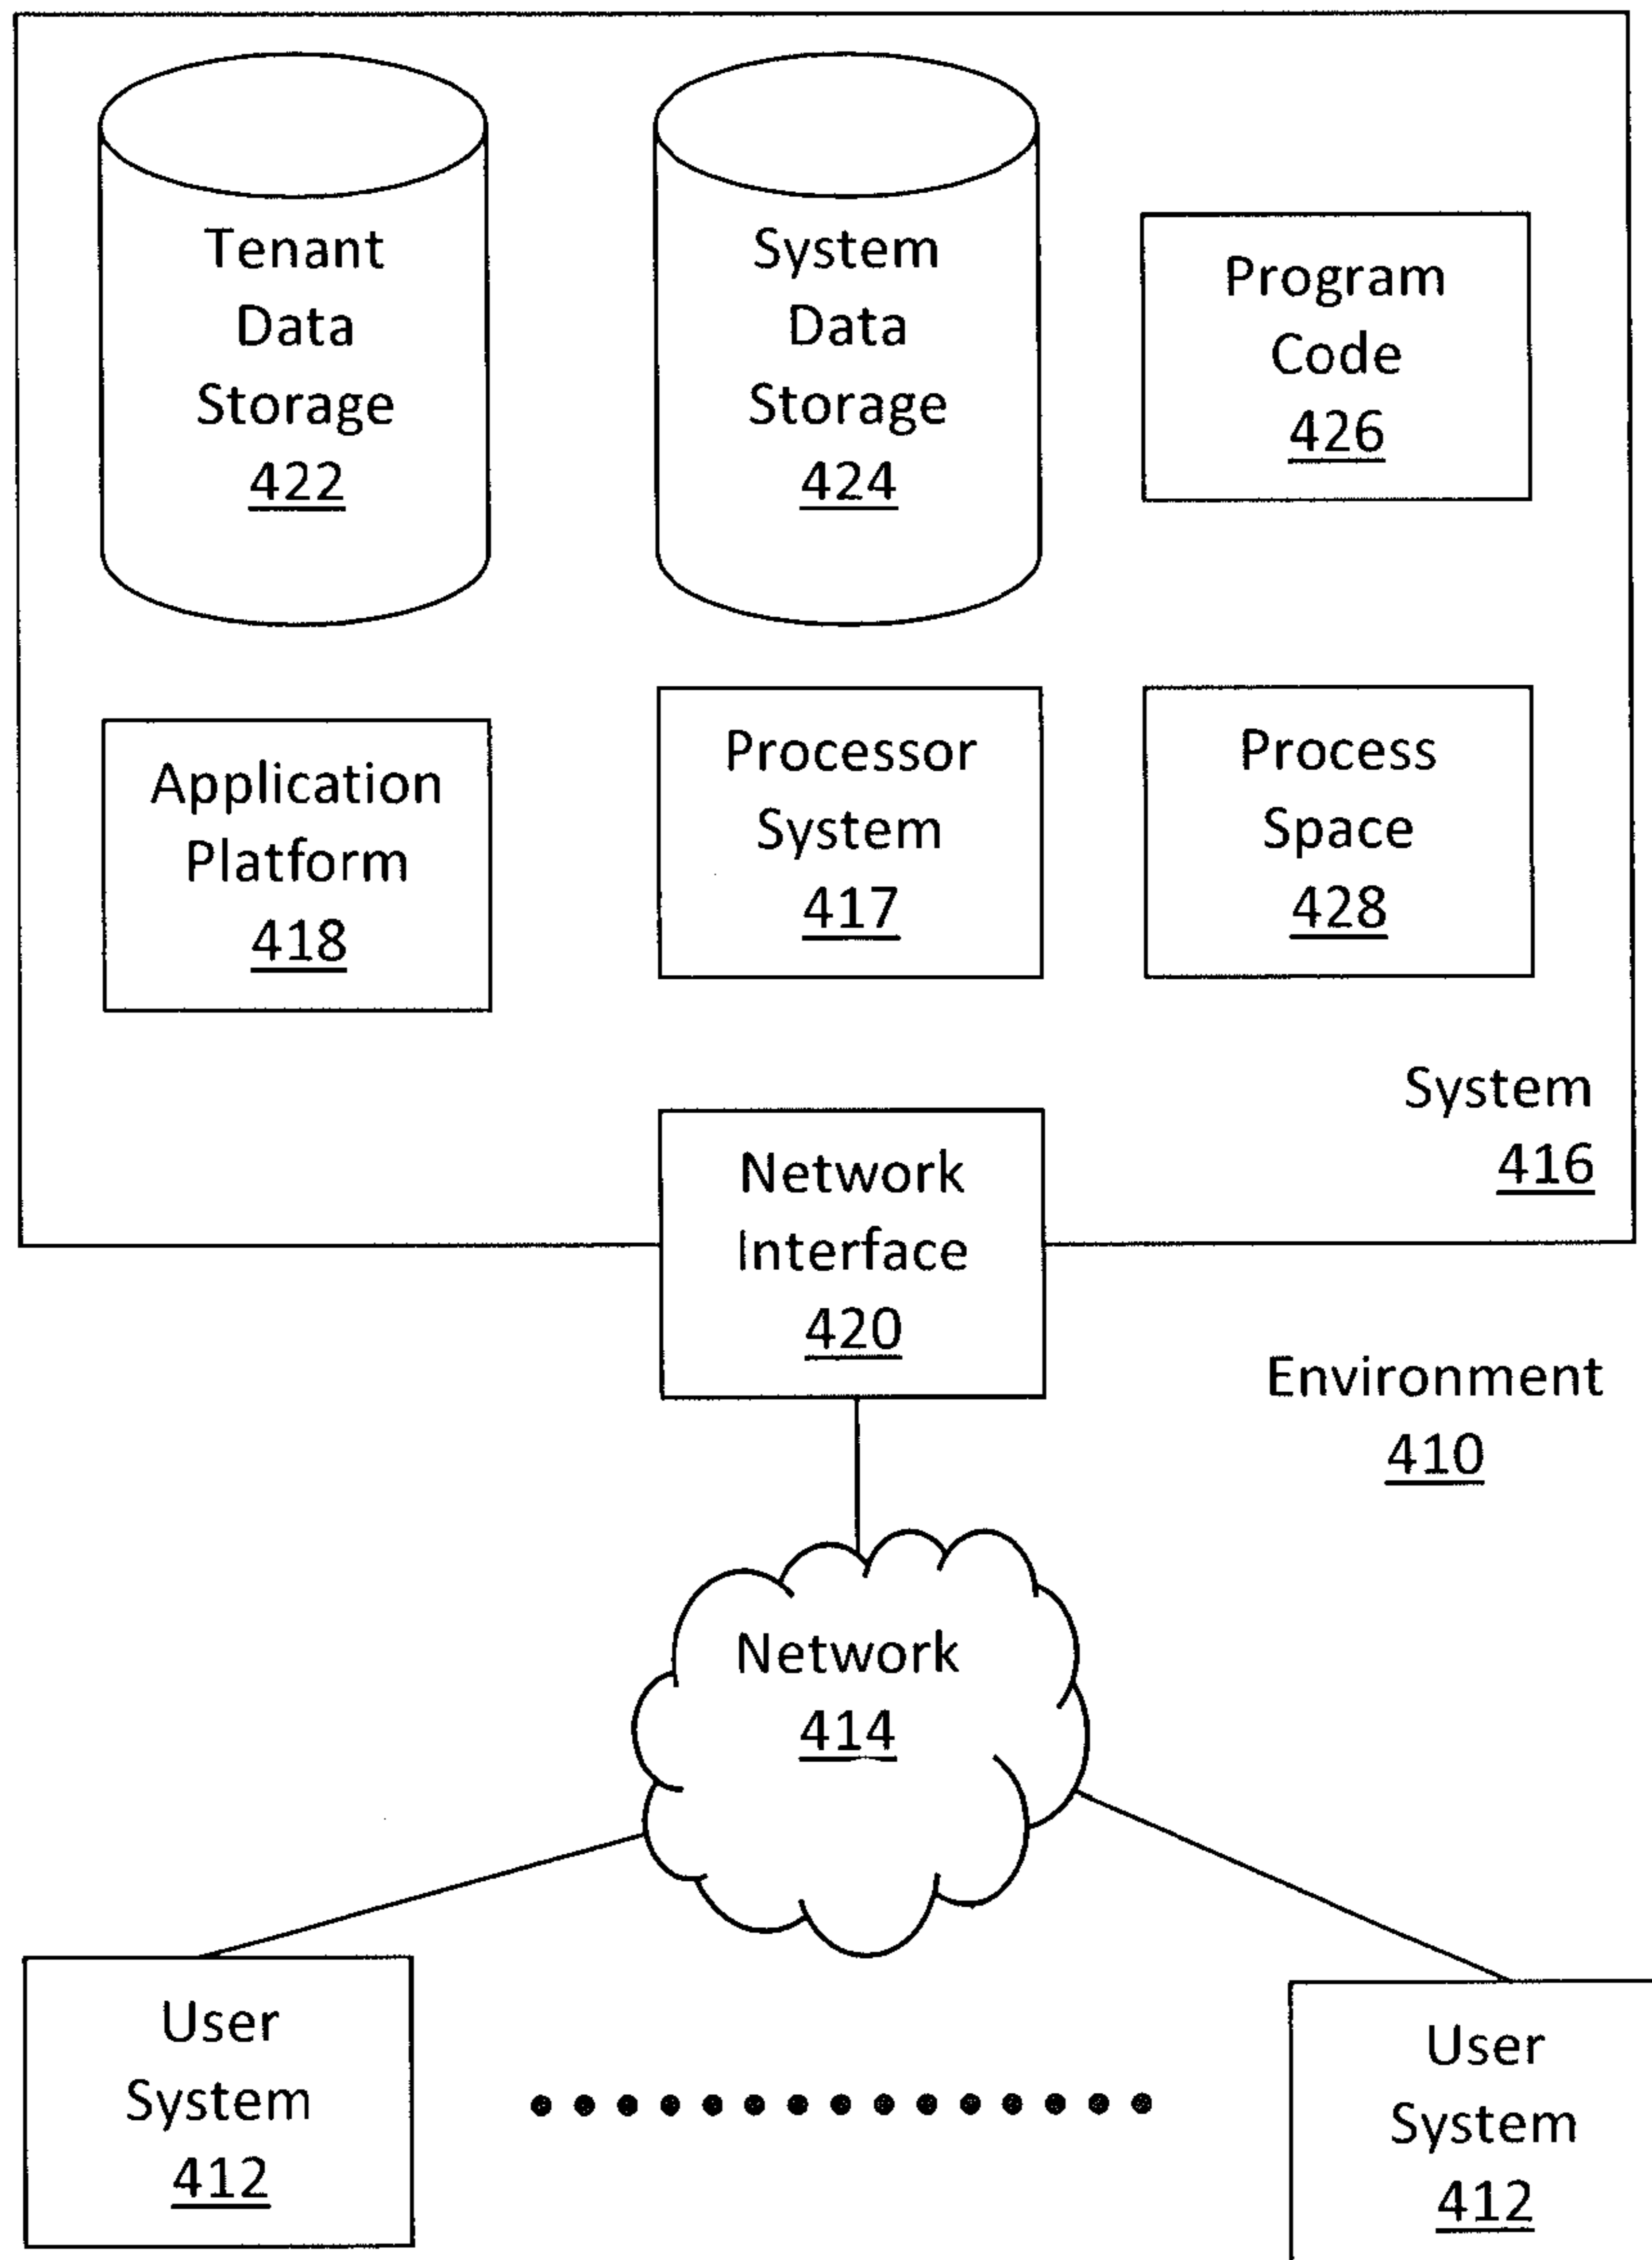 Tenant
Data
Storage
422
System
Data
Storage
424
Program
Code
426
Application
Platform
418
Processor
System
417
Process
Space
428
System
416
Network
Interface
420
Environment
410
Network
414
User
System
412
User
System
412